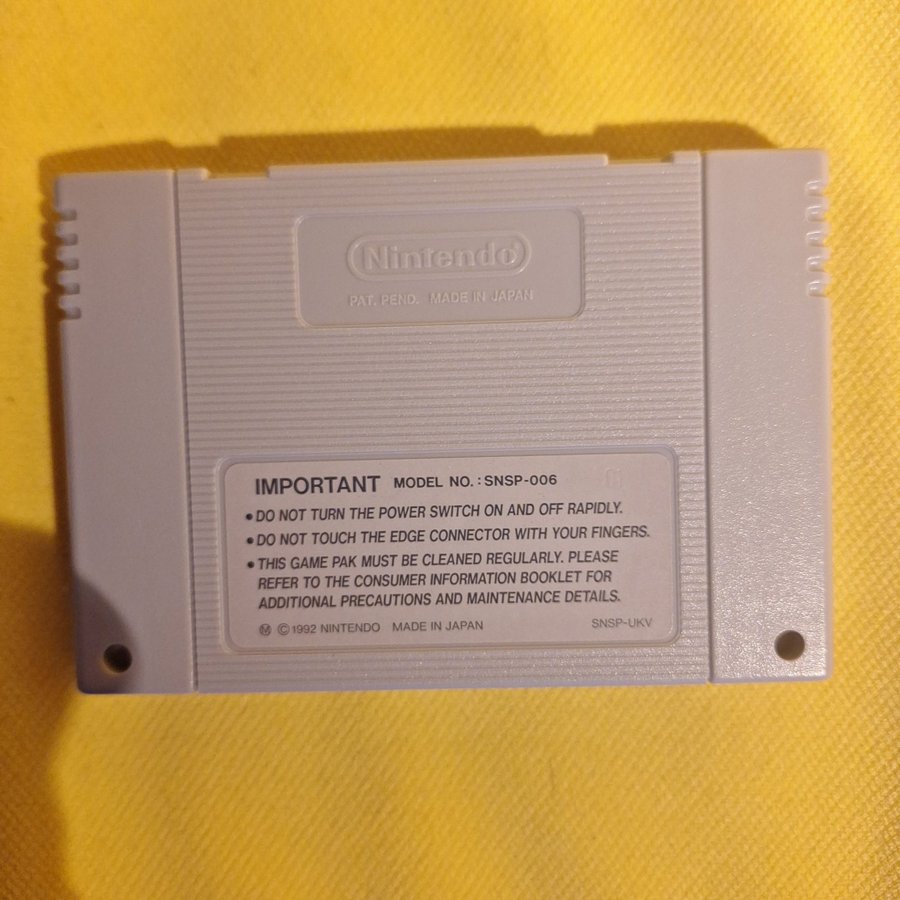 Nintendo®
PAT. PEND. MADE IN JAPAN
IMPORTANT MODEL NO.: SNSP-006
• DO NOT TURN THE POWER SWITCH ON AND OFF RAPIDLY.
• DO NOT TOUCH THE EDGE CONNECTOR WITH YOUR FINGERS.
• THIS GAME PAK MUST BE CLEANED REGULARLY. PLEASE
REFER TO THE CONSUMER INFORMATION BOOKLET FOR
ADDITIONAL PRECAUTIONS AND MAINTENANCE DETAILS.
Ⓜ © 1992 NINTENDO MADE IN JAPAN SNSP-UKV